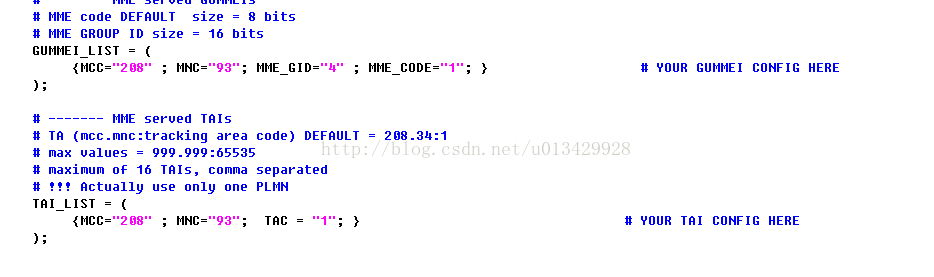 # MME served GUMMEIs
# MME code DEFAULT  size = 8 bits
# MME GROUP ID size = 16 bits
GUMMEI_LIST = (
{MCC="208" ; MNC="93"; MME_GID="4" ; MME_CODE="1"; } # YOUR GUMMEI CONFIG HERE
);
# ------- MME served TAIs
# TA (mcc.mnc:tracking area code) DEFAULT = 208.34:1
# max values = 999.999:65535
http://blog.csdn.net/u013429928
# maximum of 16 TAIs, comma separated
# !!! Actually use only one PLMN
TAI_LIST = (
{MCC="208" ; MNC="93";  TAC = "1"; } # YOUR TAI CONFIG HERE
);